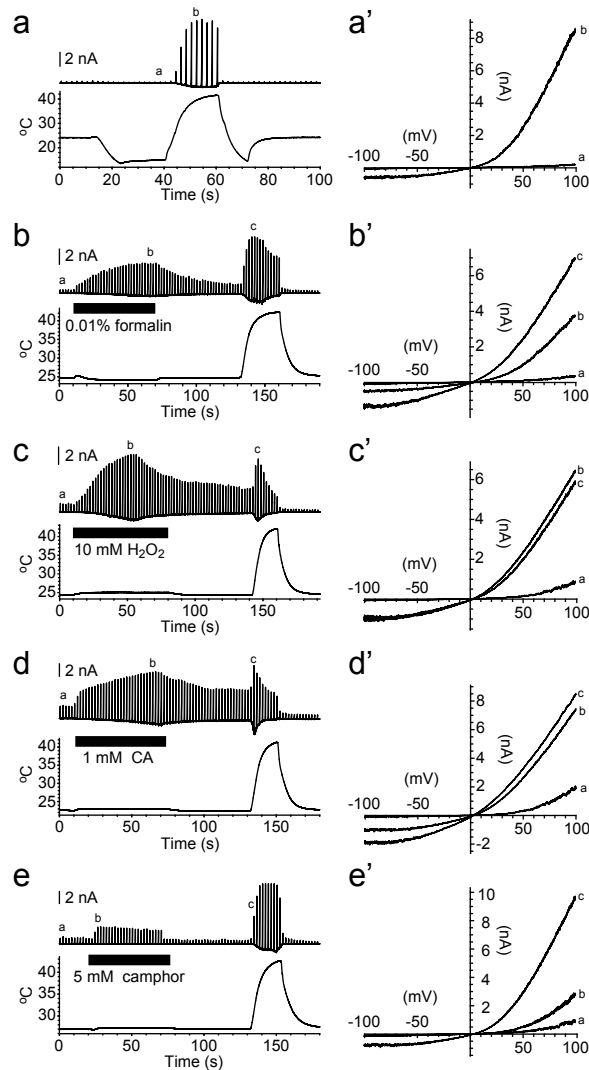 a
b
2 nA
a
40
30
20
ºC
0 20 40 60 80 100
Time (s)
a’
8
6
4
2
b
(nA)
(mV)
-100 -50
a
50 100
b
2 nA
a
b
c
0.01% formalin
40
35
30
25
ºC
0 50 100 150
Time (s)
b’
6
4
2
c
(nA)
b
(mV)
-100 -50
a
50 100
c
2 nA
a
b
c
10 mM H₂O₂
40
35
30
25
ºC
0 50 100 150
Time (s)
c’
6
4
2
b
c
(nA)
(mV)
-100 -50
a
50 100
d
2 nA
a
b
c
1 mM CA
40
35
30
25
ºC
0 50 100 150
Time (s)
d’
8
6
4
2
-2
c
b
(nA)
(mV)
-100 -50
a
50 100
e
2 nA
a
b
c
5 mM camphor
40
35
30
ºC
0 50 100 150
Time (s)
e’
10
8
6
4
2
c
(nA)
b
(mV)
-100 -50
a
50 100